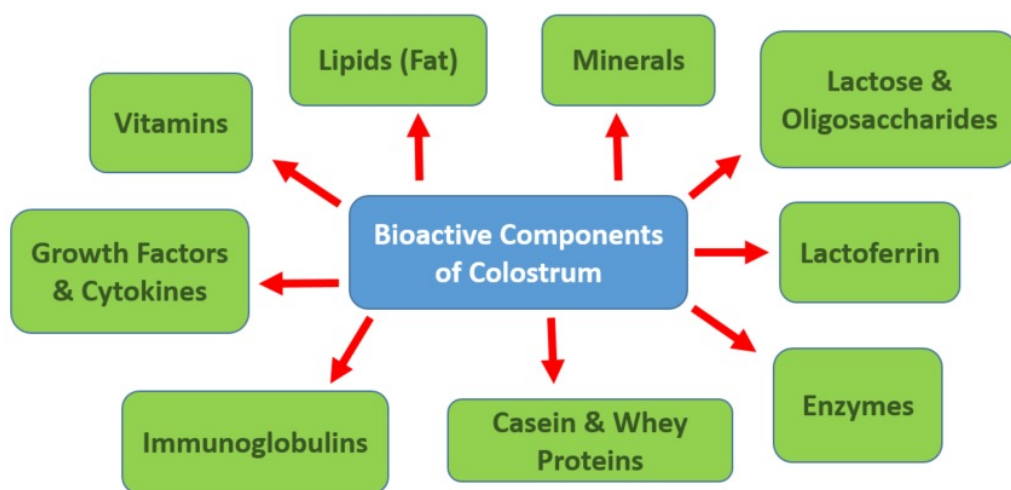 Lipids (Fat)
Minerals
Lactose &
Oligosaccharides
Vitamins
Bioactive Components
of Colostrum
Growth Factors
& Cytokines
Lactoferrin
Immunoglobulins
Casein & Whey
Proteins
Enzymes